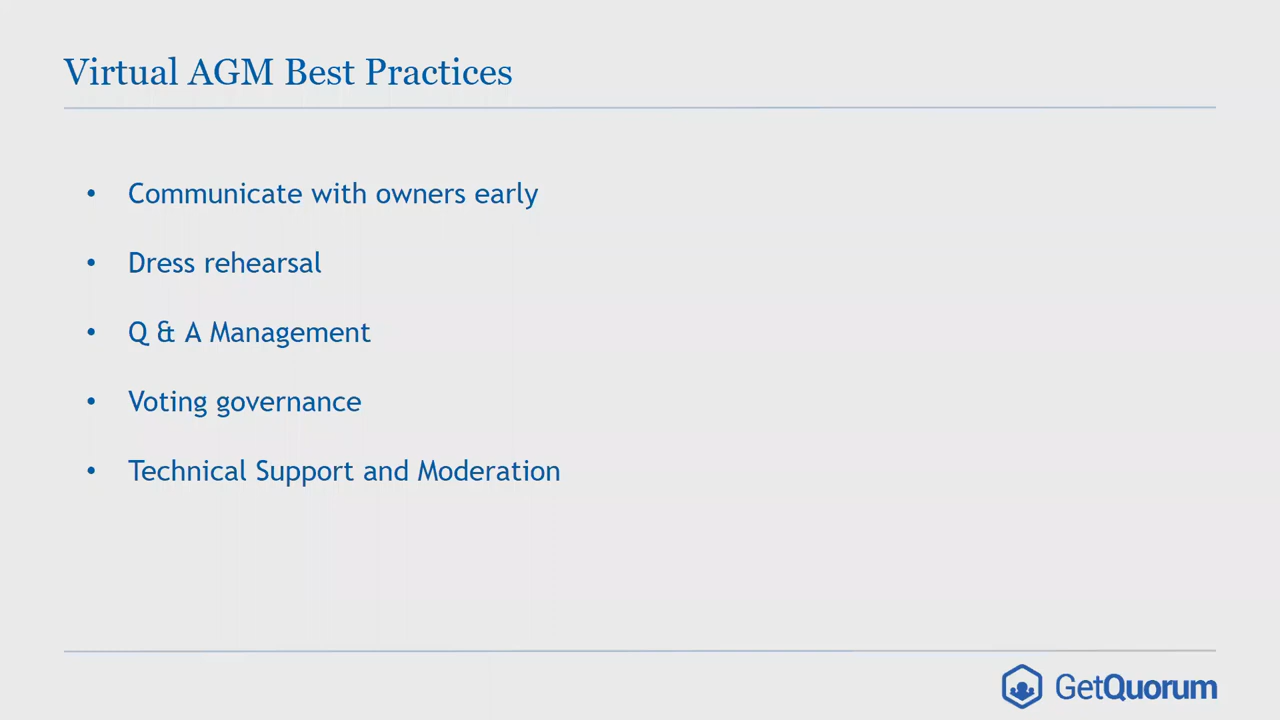 Virtual AGM Best Practices
• Communicate with owners early
• Dress rehearsal
• Q & A Management
• Voting governance
• Technical Support and Moderation
GetQuorum